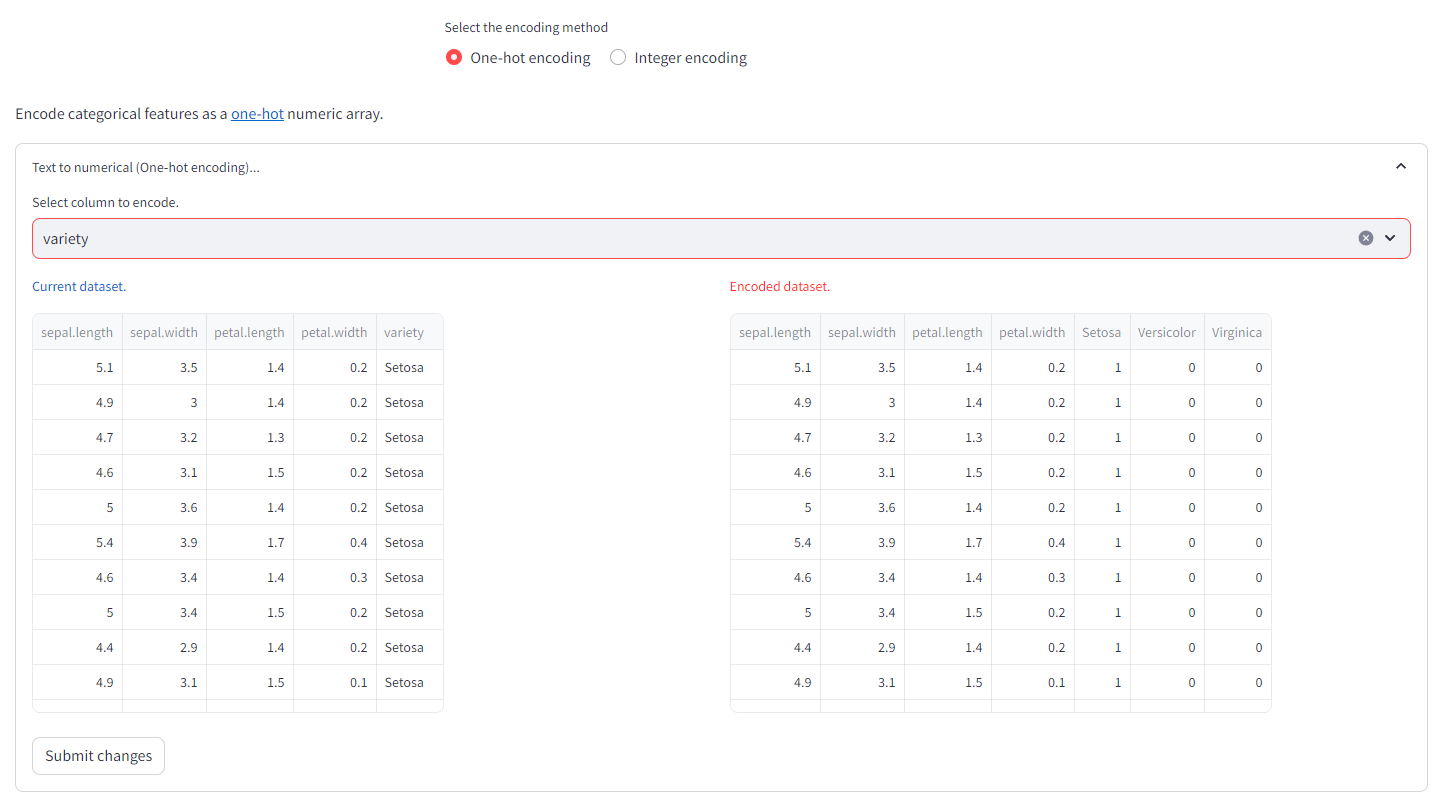 Select the encoding method
One-hot encoding Integer encoding
Encode categorical features as a one-hot numeric array.
Text to numerical (One-hot encoding)...
Select column to encode.
variety
Current dataset.
sepal.length sepal.width petal.length petal.width variety
5.1 3.5 1.4 0.2 Setosa
4.9 3 1.4 0.2 Setosa
4.7 3.2 1.3 0.2 Setosa
4.6 3.1 1.5 0.2 Setosa
5 3.6 1.4 0.2 Setosa
5.4 3.9 1.7 0.4 Setosa
4.6 3.4 1.4 0.3 Setosa
5 3.4 1.5 0.2 Setosa
4.4 2.9 1.4 0.2 Setosa
4.9 3.1 1.5 0.1 Setosa
Encoded dataset.
sepal.length sepal.width petal.length petal.width Setosa Versicolor Virginica
5.1 3.5 1.4 0.2 1 0 0
4.9 3 1.4 0.2 1 0 0
4.7 3.2 1.3 0.2 1 0 0
4.6 3.1 1.5 0.2 1 0 0
5 3.6 1.4 0.2 1 0 0
5.4 3.9 1.7 0.4 1 0 0
4.6 3.4 1.4 0.3 1 0 0
5 3.4 1.5 0.2 1 0 0
4.4 2.9 1.4 0.2 1 0 0
4.9 3.1 1.5 0.1 1 0 0
Submit changes